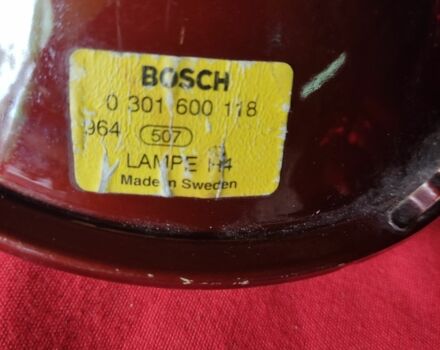 BOSCH
0 301 600 118
964 507
LAMPE H4
Made in Sweden